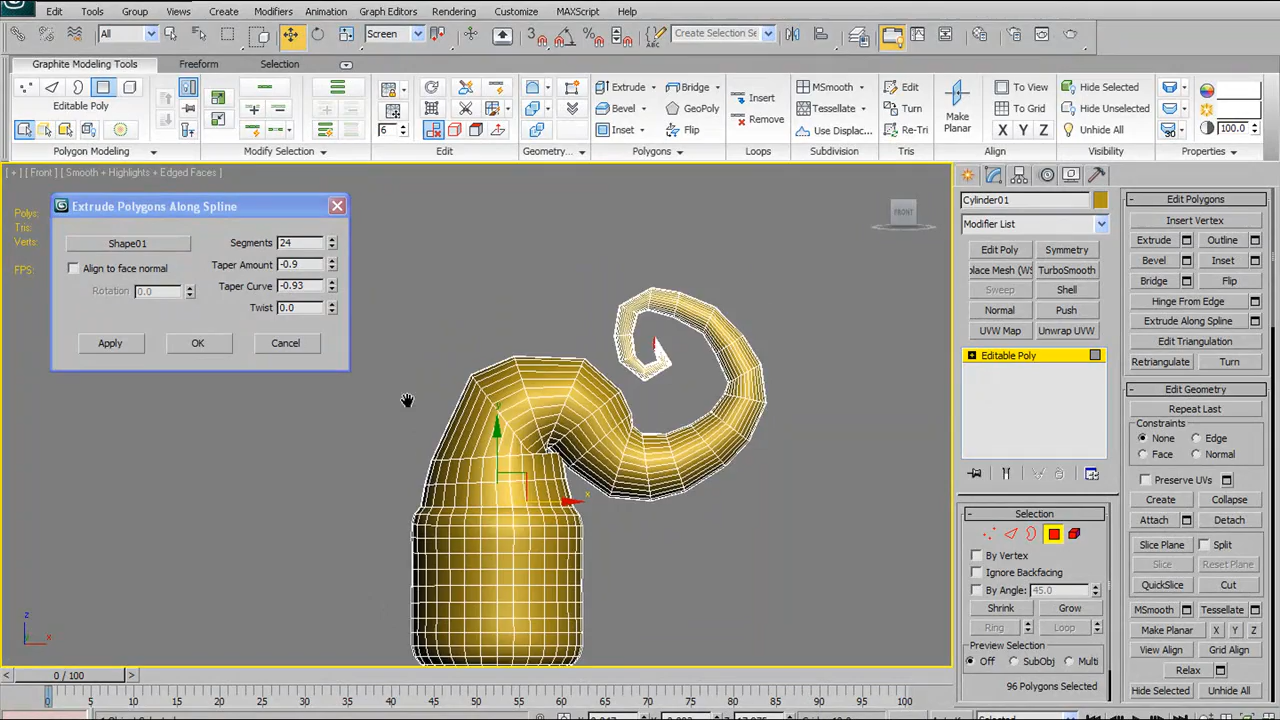 Edit Tools Group Views Create Modifiers Animation Graph Editors Rendering Customize MAXScript Help
All Screen 3 Create Selection Se
Graphite Modeling Tools Freeform Selection
Editable Poly
Polygon Modeling
Modify Selection
6
Edit
Geometry...
Extrude Bridge
Bevel GeoPoly
Inset Flip
Polygons
Insert
Remove
Loops
MSmooth
Tessellate
Use Displac...
Subdivision
Edit
Turn
Re-Tri
Tris
Make Planar
To View
To Grid
X Y Z
Align
Hide Selected
Hide Unselected
Unhide All
Visibility
30
100.0
Properties
[ + ] [ Front ] [ Smooth + Highlights + Edged Faces ]
Polys:
Tris:
Verts:
FPS:
Extrude Polygons Along Spline
Shape01
Align to face normal
Rotation 0.0
Segments 24
Taper Amount -0.9
Taper Curve -0.93
Twist 0.0
Apply OK Cancel
FRONT
x
z
x
Cylinder01
Modifier List
Edit Poly Symmetry
place Mesh (WS TurboSmooth
Sweep Shell
Normal Push
UVW Map Unwrap UVW
Editable Poly
Selection
By Vertex
Ignore Backfacing
By Angle: 45.0
Shrink Grow
Ring Loop
Preview Selection
Off SubObj Multi
96 Polygons Selected
Edit Polygons
Insert Vertex
Extrude Outline
Bevel Inset
Bridge Flip
Hinge From Edge
Extrude Along Spline
Edit Triangulation
Retriangulate Turn
Edit Geometry
Repeat Last
Constraints
None Edge
Face Normal
Preserve UVs
Create Collapse
Attach Detach
Slice Plane Split
Slice Reset Plane
QuickSlice Cut
MSmooth Tessellate
Make Planar X Y Z
View Align Grid Align
Relax
Hide Selected Unhide All
< 0 / 100 >
0 5 10 15 20 25 30 35 40 45 50 55 60 65 70 75 80 85 90 95 100